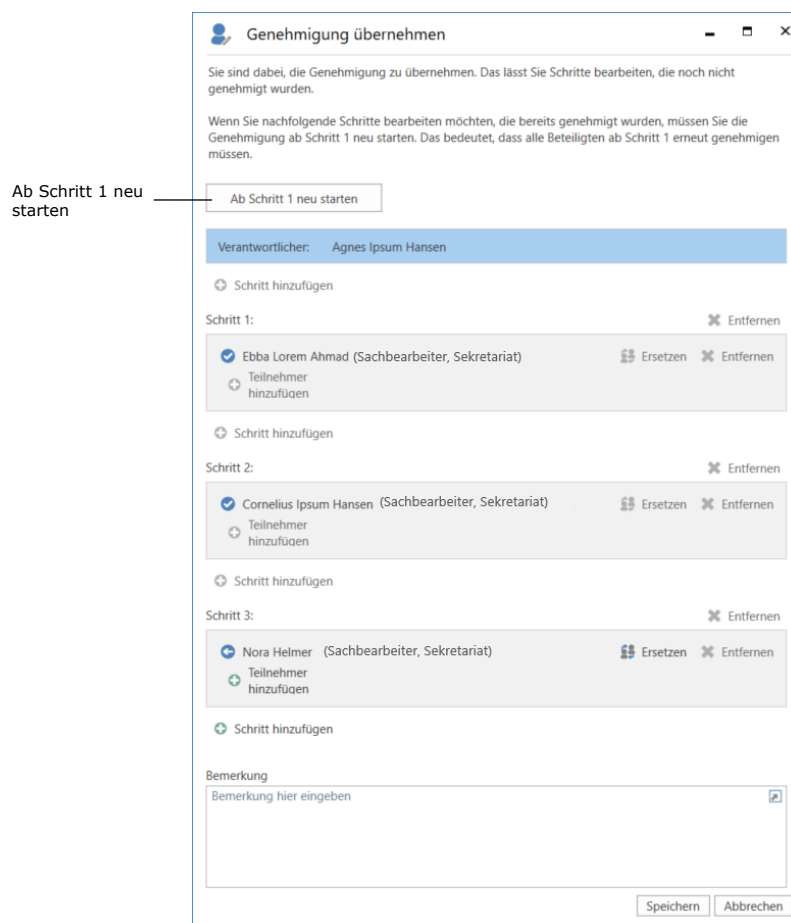 Genehmigung übernehmen
Sie sind dabei, die Genehmigung zu übernehmen. Das lässt Sie Schritte bearbeiten, die noch nicht
genehmigt wurden.
Wenn Sie nachfolgende Schritte bearbeiten möchten, die bereits genehmigt wurden, müssen Sie die
Genehmigung ab Schritt 1 neu starten. Das bedeutet, dass alle Beteiligten ab Schritt 1 erneut genehmigen
müssen.
Ab Schritt 1 neu
starten
Ab Schritt 1 neu starten
Verantwortlicher: Agnes Ipsum Hansen
Schritt hinzufügen
Schritt 1: Entfernen
Ebba Lorem Ahmad (Sachbearbeiter, Sekretariat) Ersetzen Entfernen
Teilnehmer
hinzufügen
Schritt hinzufügen
Schritt 2: Entfernen
Cornelius Ipsum Hansen (Sachbearbeiter, Sekretariat) Ersetzen Entfernen
Teilnehmer
hinzufügen
Schritt hinzufügen
Schritt 3: Entfernen
Nora Helmer (Sachbearbeiter, Sekretariat) Ersetzen Entfernen
Teilnehmer
hinzufügen
Schritt hinzufügen
Bemerkung
Bemerkung hier eingeben
Speichern Abbrechen